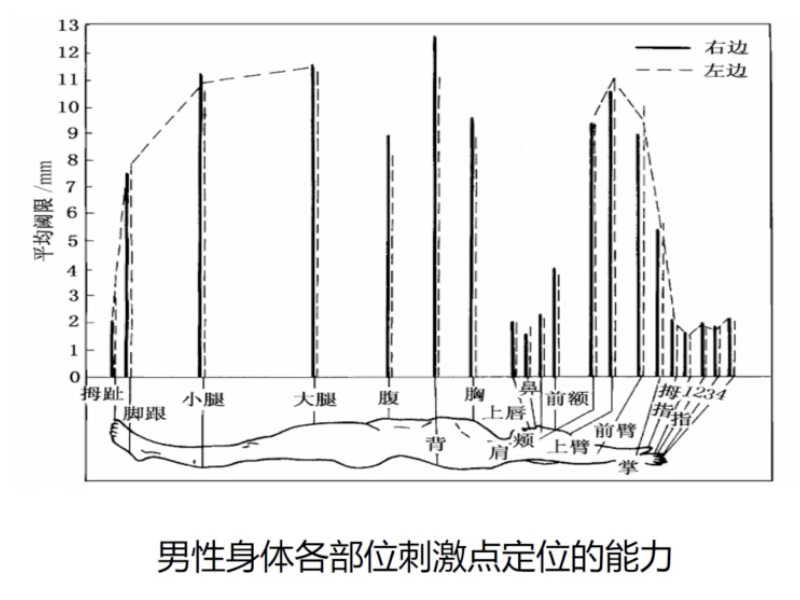 13
12
11
10
9
8
7
6
5
4
3
2
1
0
平均阈限/mm
右边
左边
拇趾
脚跟
小腿
大腿
腹
背
胸
上唇
鼻
颊
前额
肩
上臂
前臂
掌
拇指
指
1234
男性身体各部位刺激点定位的能力